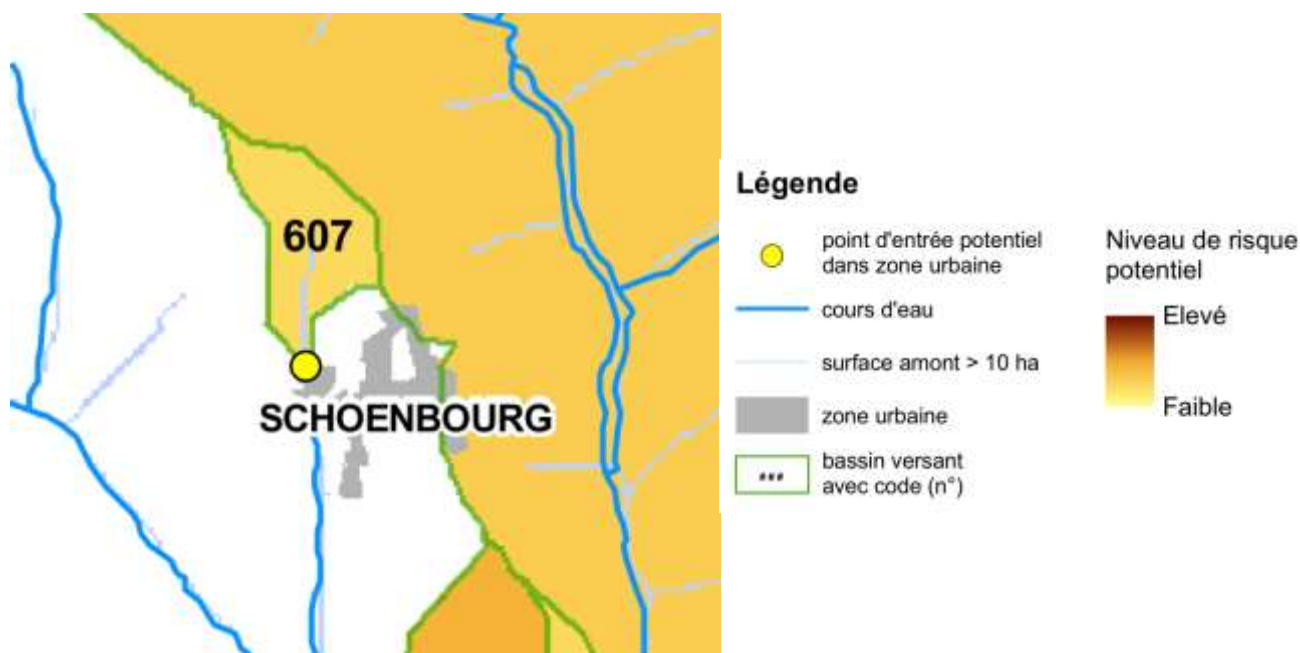 607
SCHOENBOURG
Légende
point d'entrée potentiel
dans zone urbaine
cours d'eau
surface amont > 10 ha
zone urbaine
###
bassin versant
avec code (n°)
Niveau de risque
potentiel
Elevé
Faible